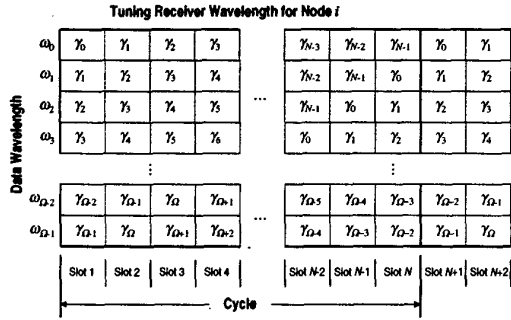 Tuning Receiver Wavelength for Node i
Data Wavelength
ω0 γ0 γ1 γ2 γ3 γN-3 γN-2 γN-1 γ0 γ1
ω1 γ1 γ2 γ3 γ4 γN-2 γN-1 γ0 γ1 γ2
ω2 γ2 γ3 γ4 γ5 ... γN-1 γ0 γ1 γ2 γ3
ω3 γ3 γ4 γ5 γ6 γ0 γ1 γ2 γ3 γ4
⋮ ⋮
ωΩ-2 γΩ-2 γΩ-1 γΩ γΩ+1 ... γΩ-5 γΩ-4 γΩ-3 γΩ-2 γΩ-1
ωΩ-1 γΩ-1 γΩ γΩ+1 γΩ+2 γΩ-4 γΩ-3 γΩ-2 γΩ-1 γΩ
Slot 1 Slot 2 Slot 3 Slot 4 Slot N-2 Slot N-1 Slot N Slot N+1 Slot N+2
Cycle